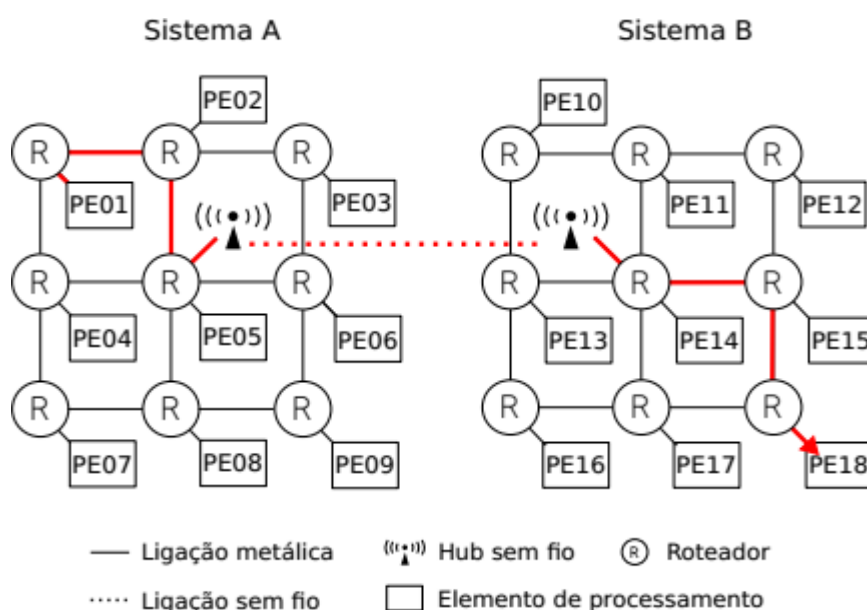 Sistema A Sistema B
PE02 PE10
R R R R R R
PE01 PE03 PE11 PE12
R R R R R R
PE04 PE05 PE06 PE13 PE14 PE15
R R R R R R
PE07 PE08 PE09 PE16 PE17 PE18
Ligação metálica Hub sem fio R Roteador
Ligação sem fio Elemento de processamento